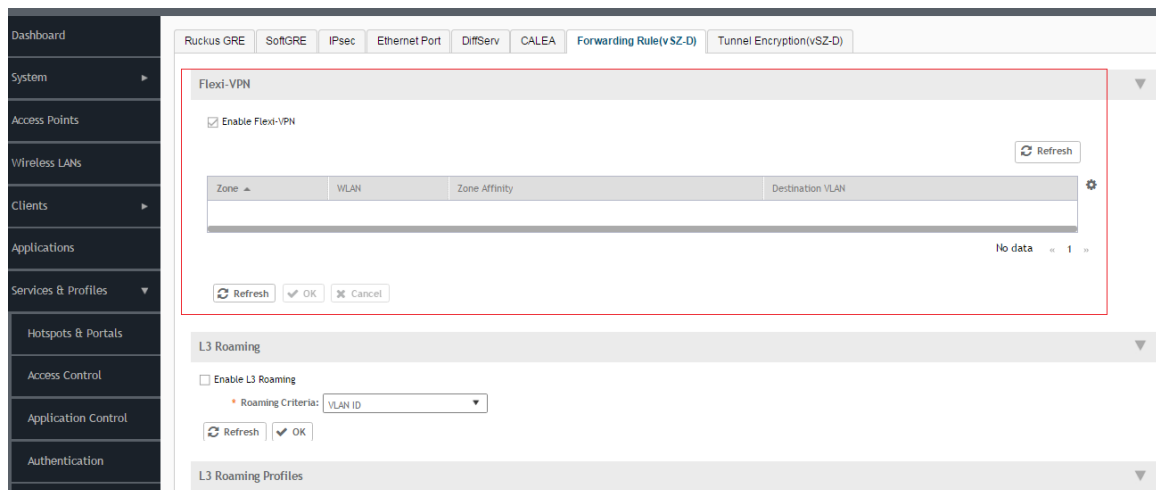 Dashboard
System
Access Points
Wireless LANs
Clients
Applications
Services & Profiles
Hotspots & Portals
Access Control
Application Control
Authentication
Ruckus GRE SoftGRE IPsec Ethernet Port DiffServ CALEA Forwarding Rule(vSZ-D) Tunnel Encryption(vSZ-D)
Flexi-VPN
Enable Flexi-VPN
Refresh
Zone WLAN Zone Affinity Destination VLAN
No data « 1 »
Refresh OK Cancel
L3 Roaming
Enable L3 Roaming
* Roaming Criteria: VLAN ID
Refresh OK
L3 Roaming Profiles